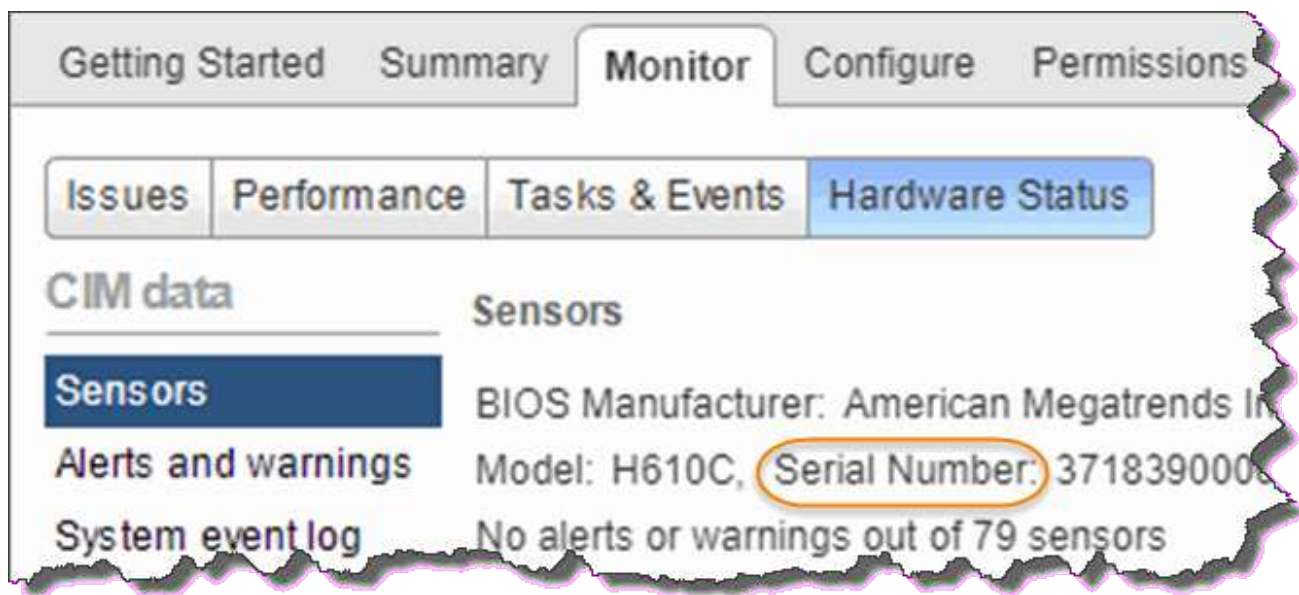 Getting Started Summary Monitor Configure Permissions
Issues Performance Tasks & Events Hardware Status
CIM data
Sensors
Sensors
BIOS Manufacturer: American Megatrends
Alerts and warnings
Model: H610C, Serial Number:
System event log
No alerts or warnings out of 79 sensors